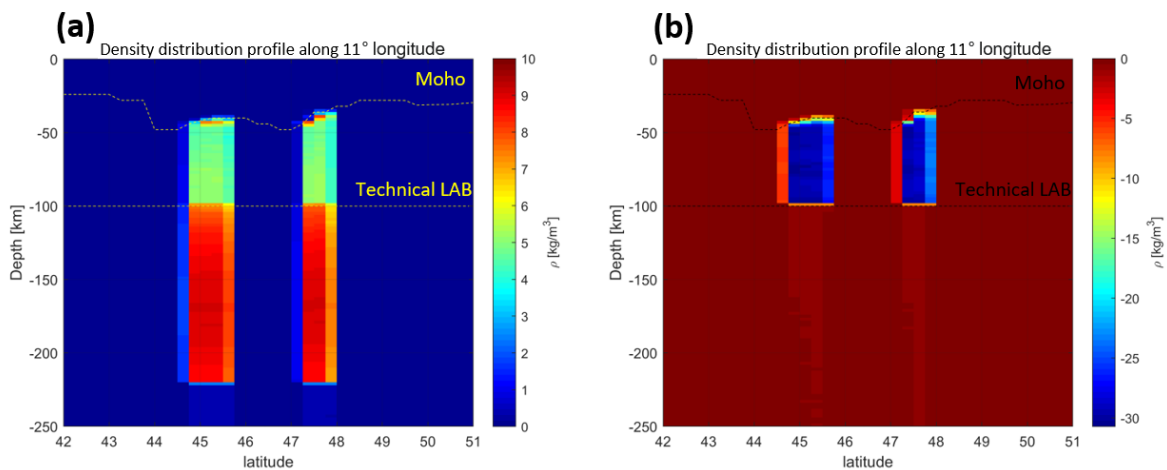 (a)
Density distribution profile along 11° longitude
Moho
Technical LAB
0
-50
-100
-150
-200
-250
Depth [km]
42 43 44 45 46 47 48 49 50 51
latitude
10
9
8
7
6
5
4
3
2
1
0
ρ [kg/m³]
(b)
Density distribution profile along 11° longitude
Moho
Technical LAB
0
-50
-100
-150
-200
-250
Depth [km]
42 43 44 45 46 47 48 49 50 51
latitude
0
-5
-10
-15
-20
-25
-30
ρ [kg/m³]